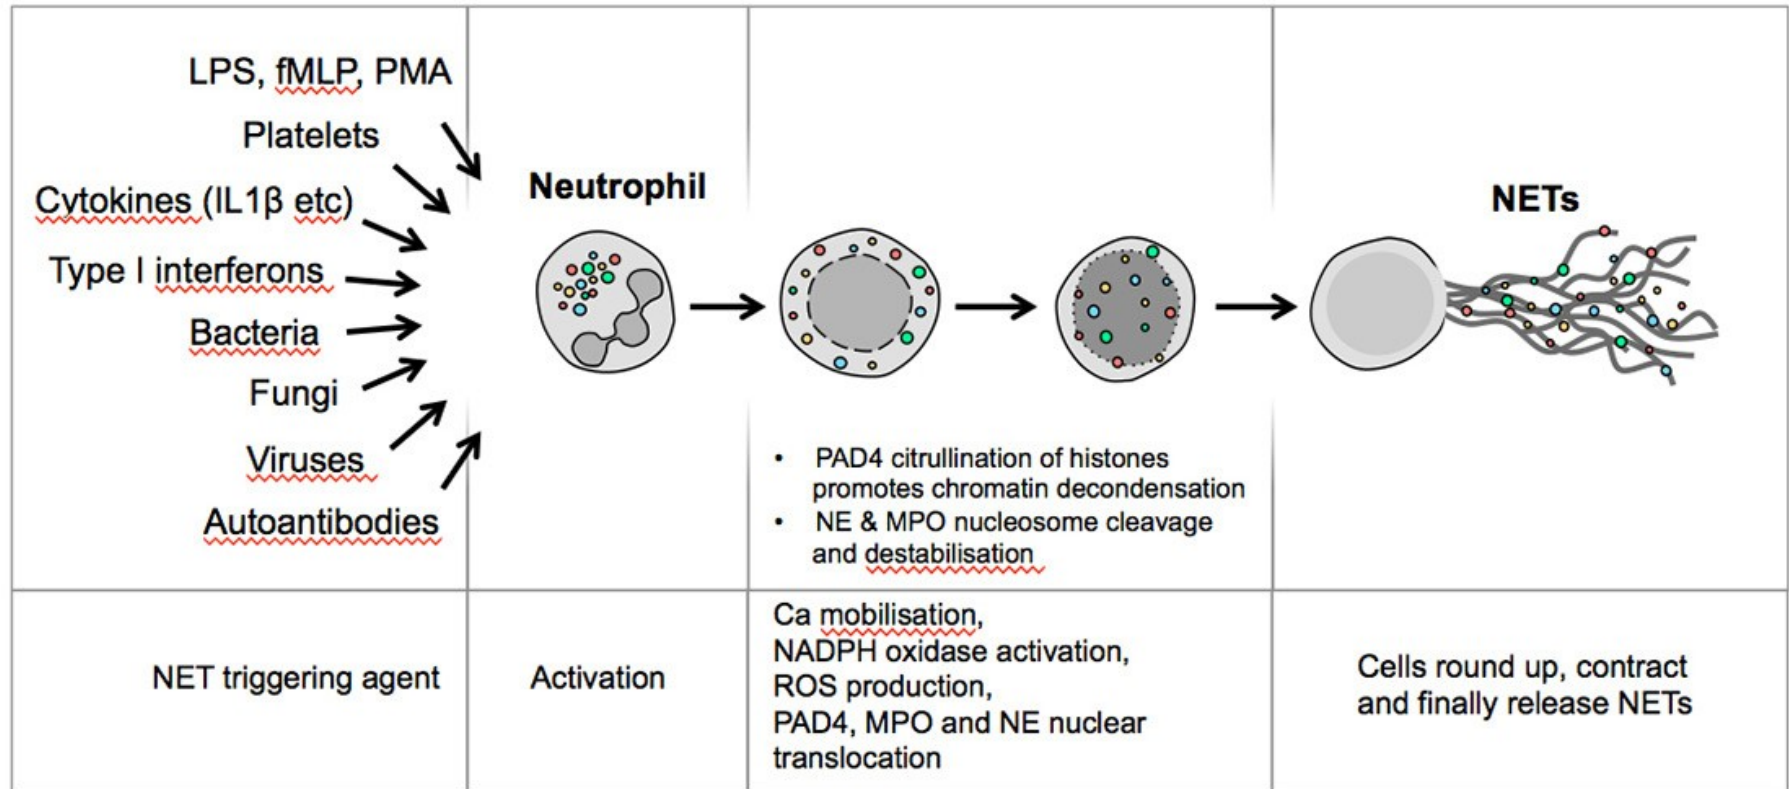 LPS, fMLP, PMA
Platelets
Cytokines (IL1β etc)
Type I interferons
Bacteria
Fungi
Viruses
Autoantibodies
Neutrophil
NETs
• PAD4 citrullination of histones
promotes chromatin decondensation
• NE & MPO nucleosome cleavage
and destabilisation
NET triggering agent
Activation
Ca mobilisation,
NADPH oxidase activation,
ROS production,
PAD4, MPO and NE nuclear
translocation
Cells round up, contract
and finally release NETs